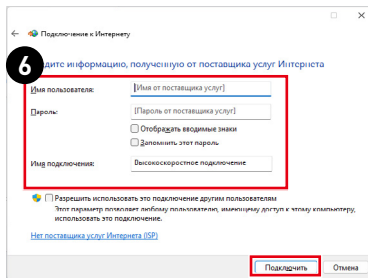 Подключение к Интернету
6
дите информацию, полученную от поставщика услуг Интернета
Имя пользователя: [Имя от поставщика услуг]
Пароль: [Пароль от поставщика услуг]
Отображать вводимые знаки
Запомнить этот пароль
Имя подключения: Высокоскоростное подключение
Разрешить использовать это подключение другим пользователям
Этот параметр позволяет любому пользователю, имеющему доступ к этому компьютеру,
использовать это подключение.
Нет поставщика услуг Интернета (ISP)
Подключить Отмена